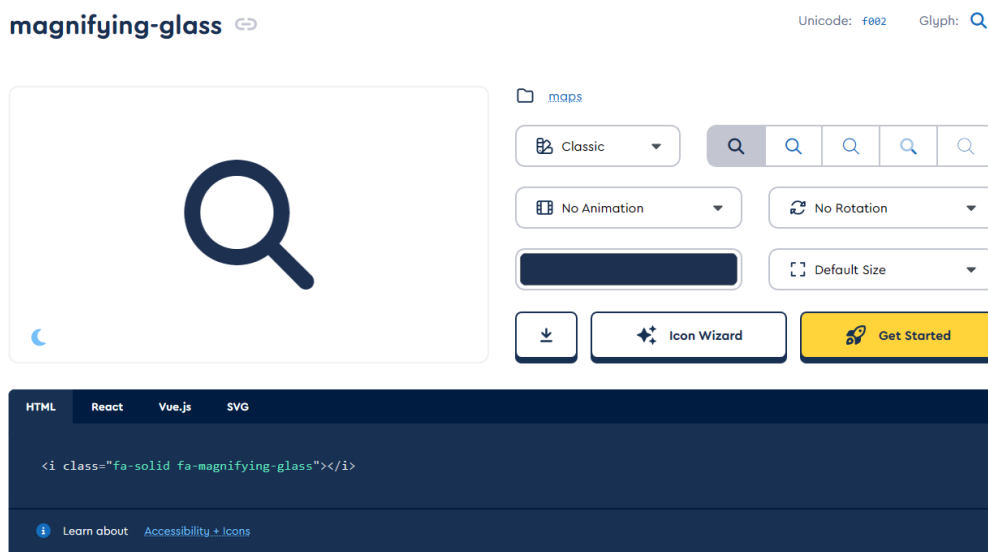 magnifying-glass
Unicode: f002 Glyph:
maps
Classic
No Animation
No Rotation
Default Size
Icon Wizard
Get Started
HTML React Vue.js SVG
<i class="fa-solid fa-magnifying-glass"></i>
Learn about Accessibility + Icons